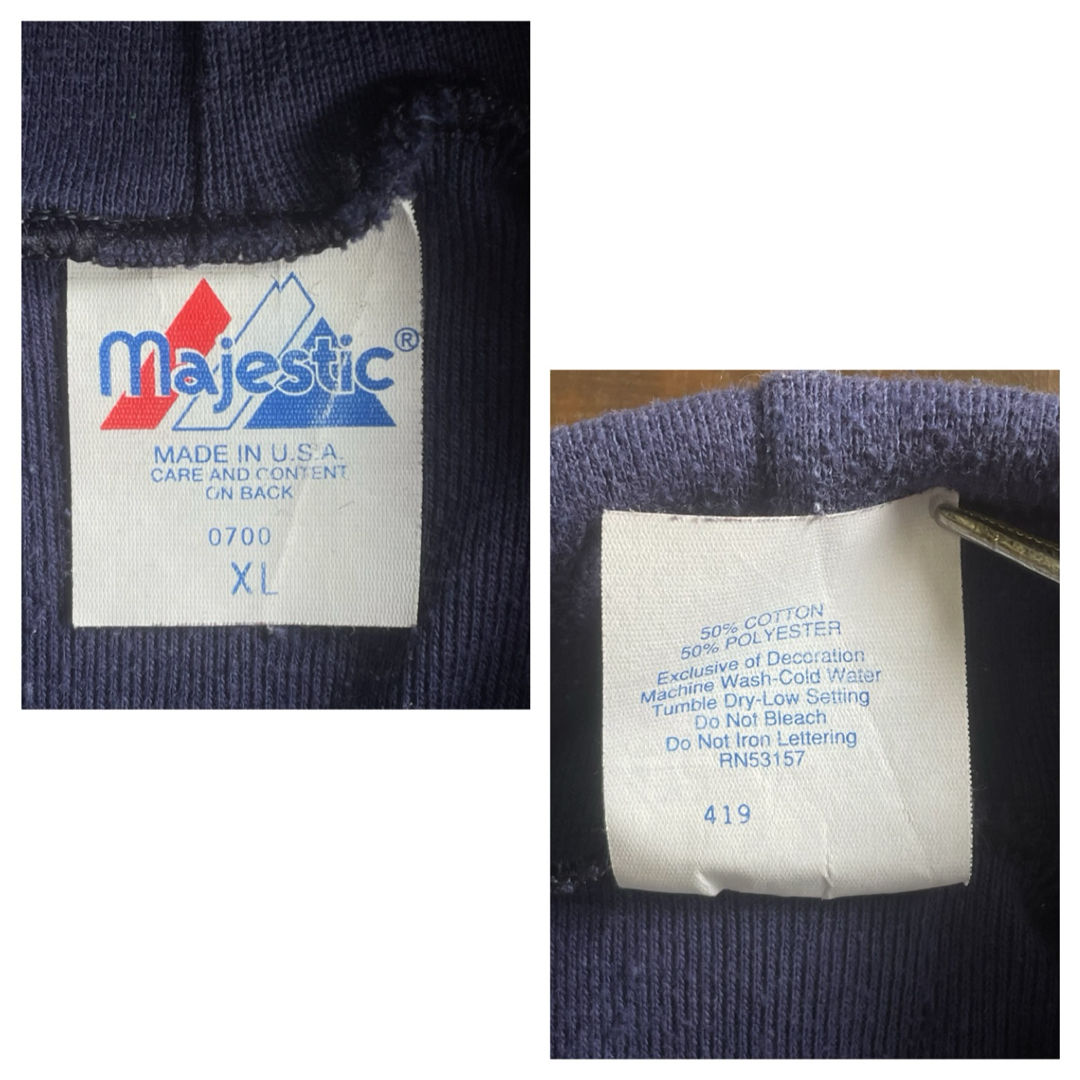 Majestic®
MADE IN U.S.A.
CARE AND CONTENT
ON BACK
0700
XL
50% COTTON
50% POLYESTER
Exclusive of Decoration
Machine Wash-Cold Water
Tumble Dry-Low Setting
Do Not Bleach
Do Not Iron Lettering
RN53157
419